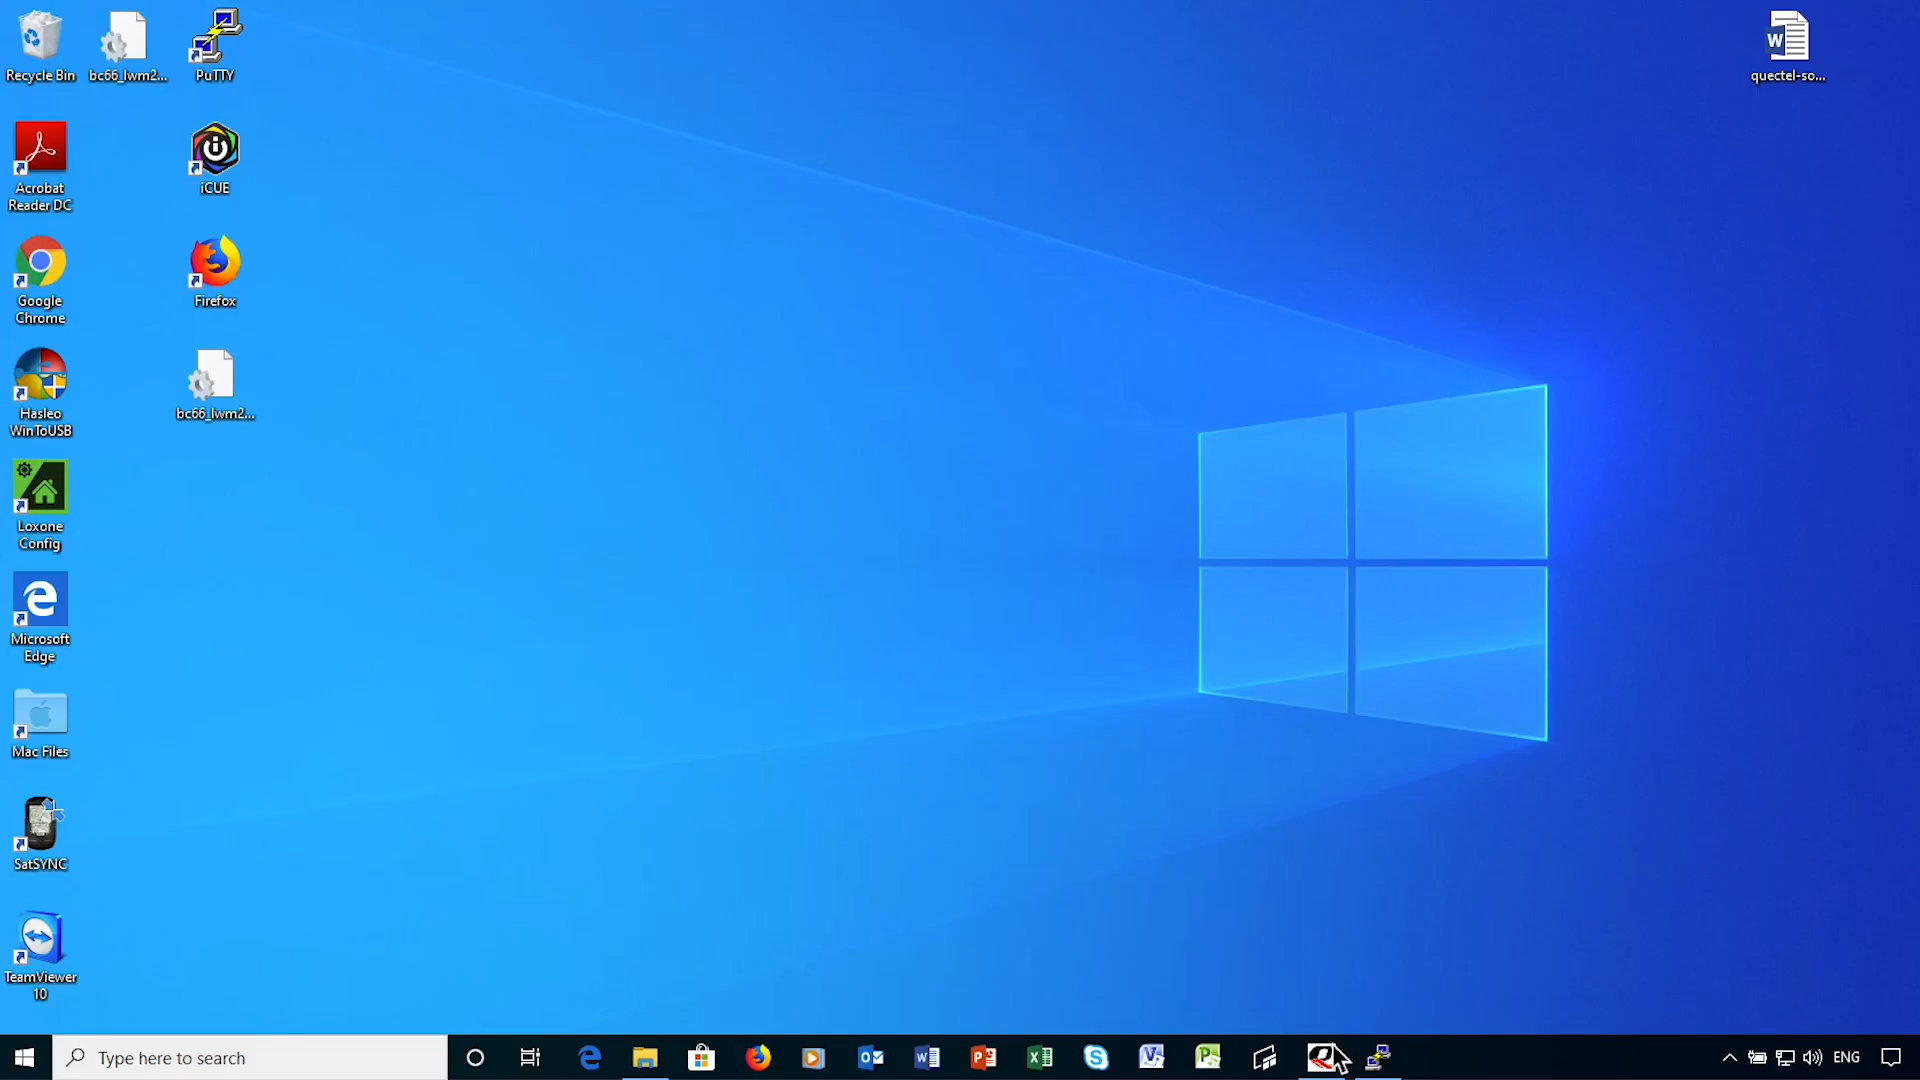 Recycle Bin
bc66_lwm2...
PuTTY
quectel-so...
Acrobat
Reader DC
iCUE
Google
Chrome
Firefox
Hasleo
WinToUSB
bc66_lwm2...
Loxone
Config
Microsoft
Edge
Mac Files
SatSYNC
TeamViewer
10
Type here to search
ENG